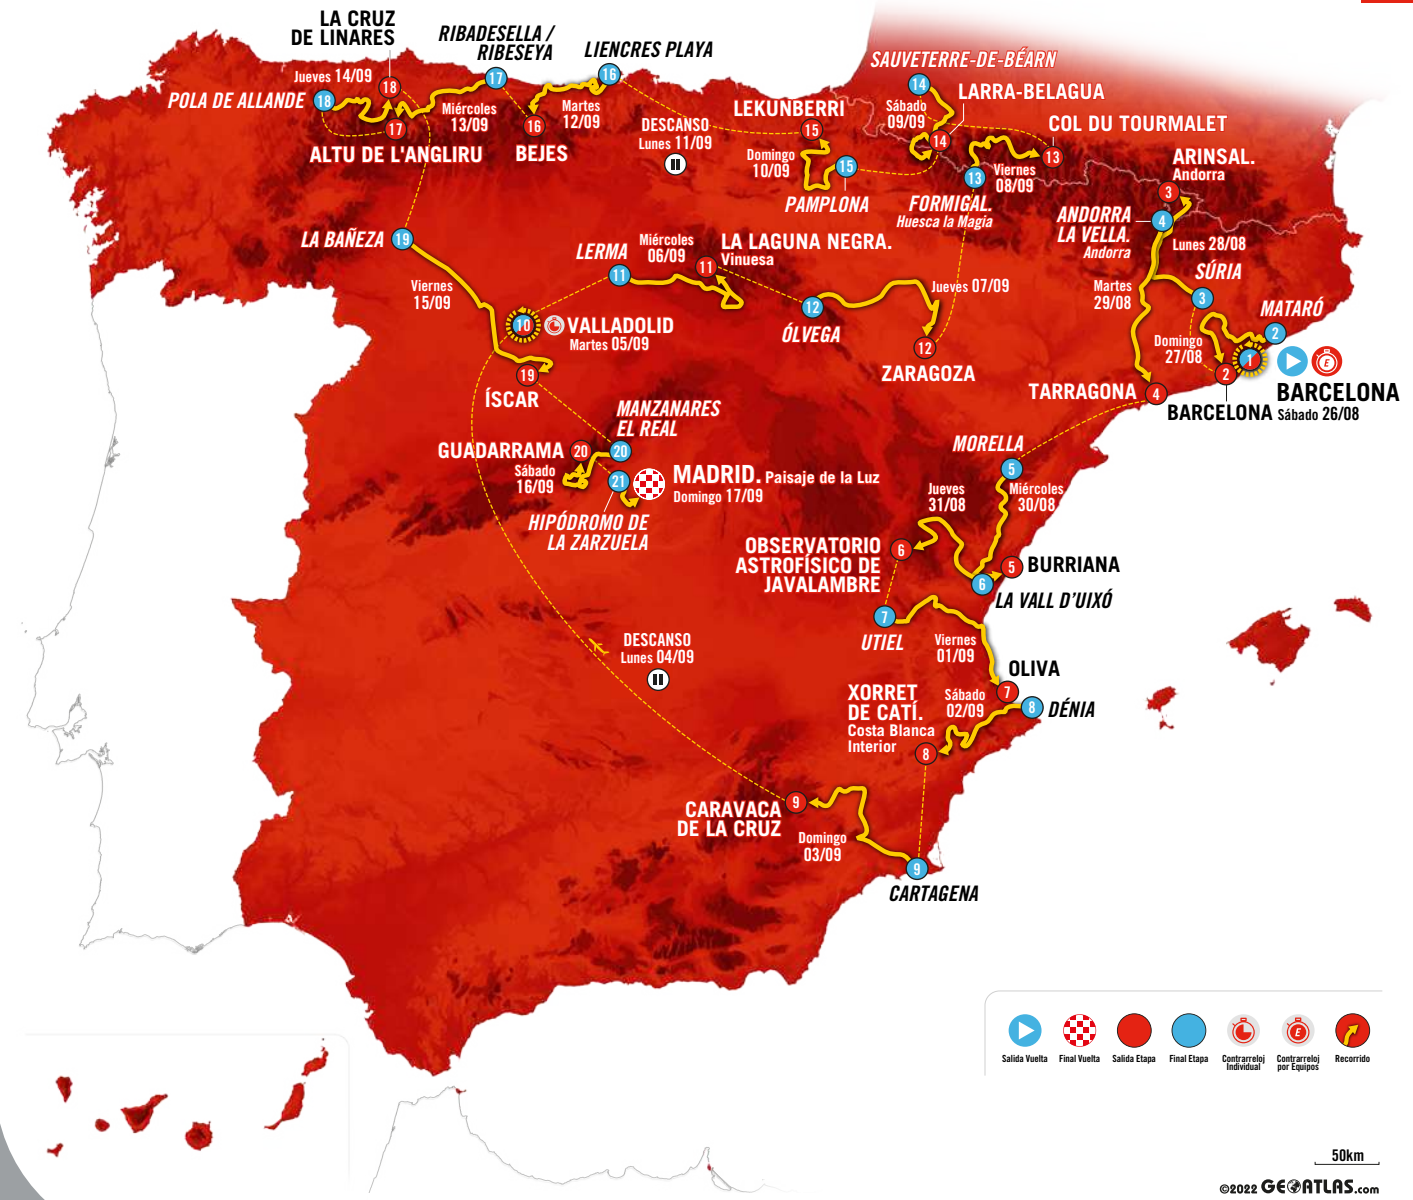 LA CRUZ
DE LINARES
Jueves 14/09
18
POLA DE ALLANDE
18
17
ALTU DE L'ANGLIRU
RIBADESELLA /
RIBESEYA
17
Miércoles
13/09
LIENCRES PLAYA
16
Martes
12/09
16
BEJES
DESCANSO
Lunes 11/09
LEKUNBERRI
15
Domingo
10/09
15
PAMPLONA
SAUVETERRE-DE-BÉARN
14
Sábado
09/09
LARRA-BELAGUA
14
COL DU TOURMALET
13
Viernes
08/09
13
FORMIGAL.
Huesca la Magia
ARINSAL.
Andorra
3
ANDORRA
LA VELLA.
Andorra
4
Lunes 28/08
SÚRIA
3
Martes
29/08
MATARÓ
2
Domingo
27/08
1
2
BARCELONA
Sábado 26/08
BARCELONA
TARRAGONA
4
LA BAÑEZA
19
Viernes
15/09
LERMA
11
Miércoles
06/09
11
LA LAGUNA NEGRA.
Vinuesa
12
ÓLVEGA
Jueves 07/09
12
ZARAGOZA
10
VALLADOLID
Martes 05/09
19
ÍSCAR
MANZANARES
EL REAL
20
GUADARRAMA
20
Sábado
16/09
21
MADRID. Paisaje de la Luz
Domingo 17/09
HIPÓDROMO DE
LA ZARZUELA
MORELLA
5
Miércoles
30/08
Jueves
31/08
OBSERVATORIO
ASTROFÍSICO DE
JAVALAMBRE
6
5
BURRIANA
6
LA VALL D'UIXÓ
7
UTIEL
Viernes
01/09
OLIVA
7
DESCANSO
Lunes 04/09
XORRET
DE CATÍ.
Costa Blanca
Interior
Sábado
02/09
8
DÉNIA
8
CARAVACA
DE LA CRUZ
9
Domingo
03/09
9
CARTAGENA
E
Salida Vuelta
Final Vuelta
Salida Etapa
Final Etapa
Contrarreloj
Individual
E
Contrarreloj
por Equipos
Recorrido
50km
©2022 GEOATLAS.com